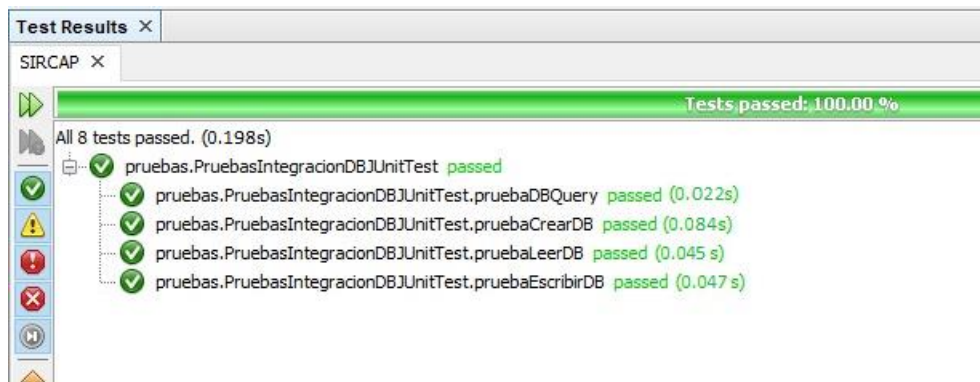 Test Results
SIRCAP
Tests passed: 100.00 %
All 8 tests passed. (0.198s)
pruebas.PruebasIntegracionDBJUnitTest passed
pruebas.PruebasIntegracionDBJUnitTest.pruebaDBQuery passed (0.022s)
pruebas.PruebasIntegracionDBJUnitTest.pruebaCrearDB passed (0.084s)
pruebas.PruebasIntegracionDBJUnitTest.pruebaLeerDB passed (0.045 s)
pruebas.PruebasIntegracionDBJUnitTest.pruebaEscribirDB passed (0.047 s)